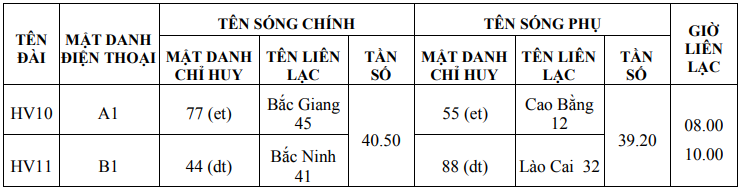 TÊN ĐÀI
MẬT DANH ĐIỆN THOẠI
TÊN SÓNG CHÍNH
TÊN SÓNG PHỤ
GIỜ LIÊN LẠC
MẬT DANH CHỈ HUY
TÊN LIÊN LẠC
TẦN SỐ
MẬT DANH CHỈ HUY
TÊN LIÊN LẠC
TẦN SỐ
HV10
A1
77 (et)
Bắc Giang 45
40.50
55 (et)
Cao Bằng 12
39.20
08.00
10.00
HV11
B1
44 (dt)
Bắc Ninh 41
88 (dt)
Lào Cai 32